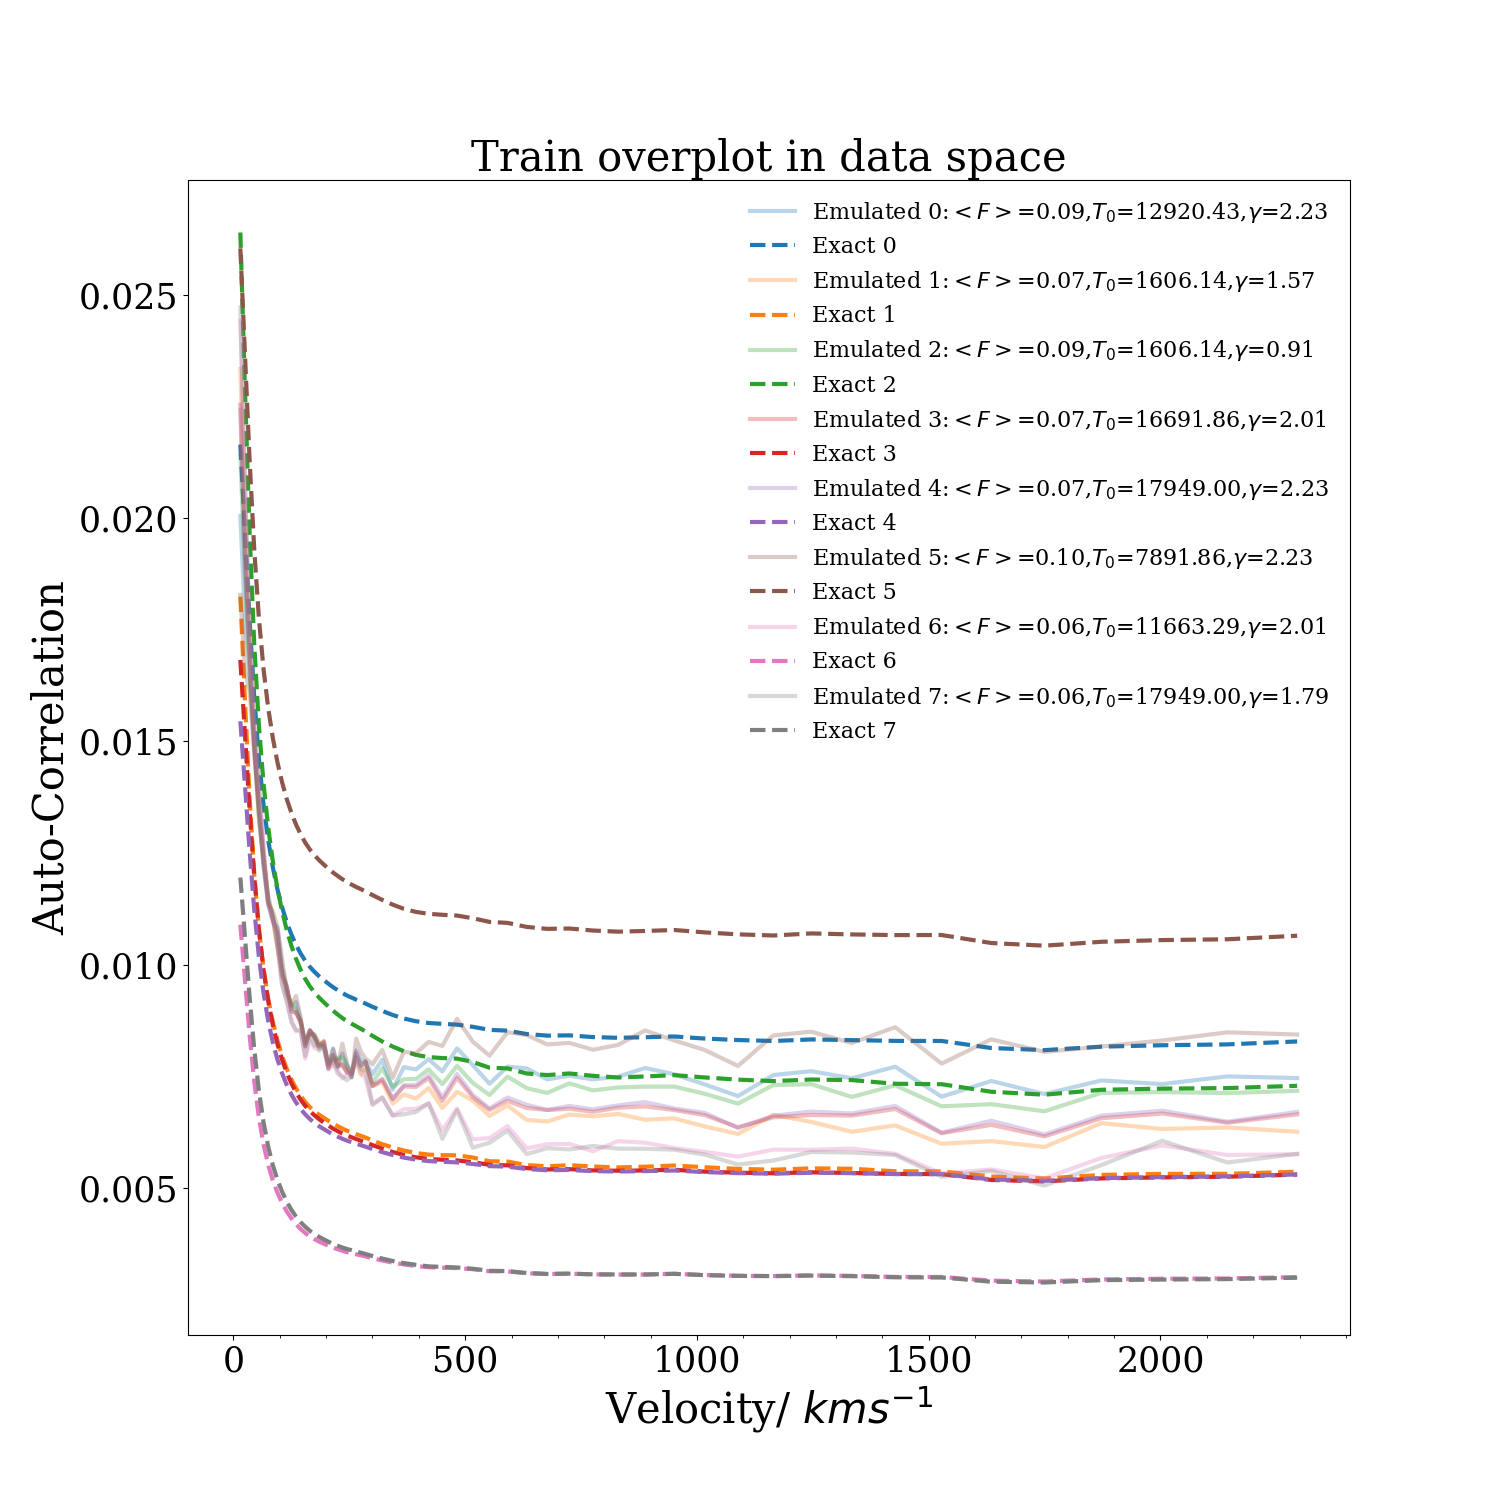 Train overplot in data space
Emulated 0: < F > =0.09,T₀=12920.43,γ=2.23
Exact 0
Emulated 1: < F > =0.07,T₀=1606.14,γ=1.57
Exact 1
Emulated 2: < F > =0.09,T₀=1606.14,γ=0.91
Exact 2
Emulated 3: < F > =0.07,T₀=16691.86,γ=2.01
Exact 3
Emulated 4: < F > =0.07,T₀=17949.00,γ=2.23
Exact 4
Emulated 5: < F > =0.10,T₀=7891.86,γ=2.23
Exact 5
Emulated 6: < F > =0.06,T₀=11663.29,γ=2.01
Exact 6
Emulated 7: < F > =0.06,T₀=17949.00,γ=1.79
Exact 7
Auto-Correlation
0.025
0.020
0.015
0.010
0.005
0 500 1000 1500 2000
Velocity/ kms⁻¹